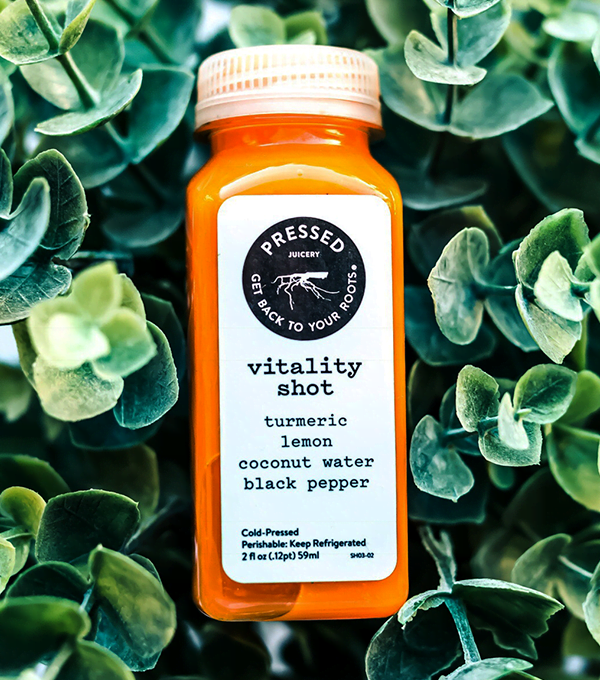 PRESSED
JUICERY
GET BACK TO YOUR ROOTS®
vitality
shot
turmeric
lemon
coconut water
black pepper
Cold-Pressed
Perishable: Keep Refrigerated
2 fl oz (.12pt) 59ml SH03-02